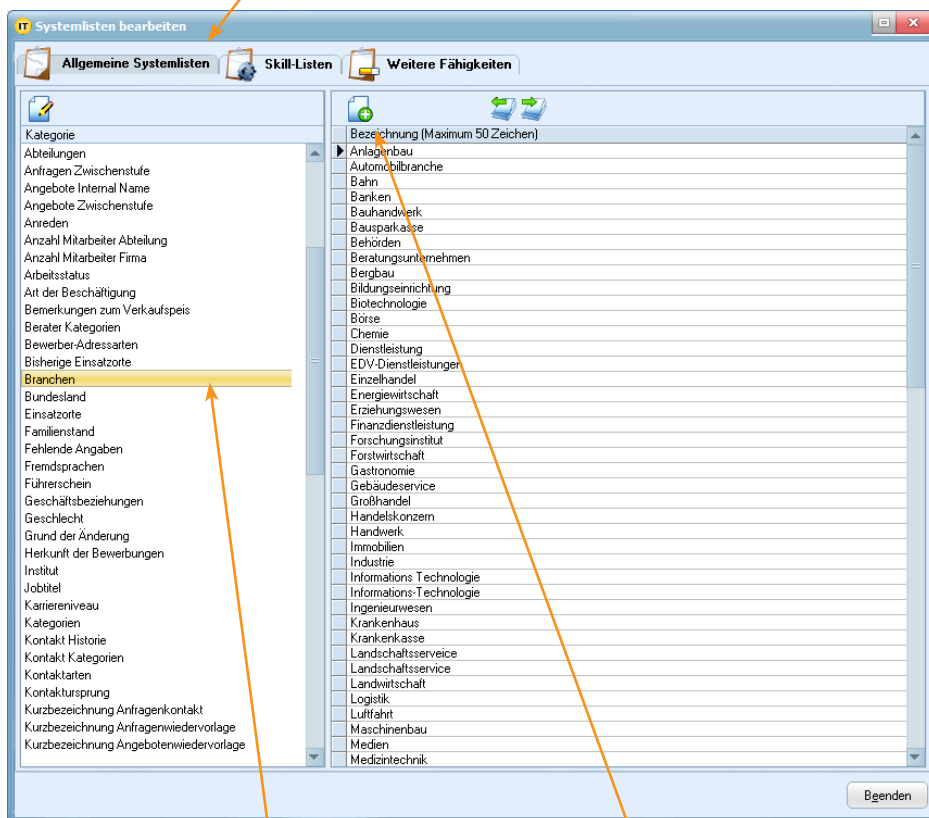 IT Systemlisten bearbeiten
Allgemeine Systemlisten
Skill-Listen
Weitere Fähigkeiten
Kategorie
Abteilungen
Anfragen Zwischenstufe
Angebote Internal Name
Angebote Zwischenstufe
Anreden
Anzahl Mitarbeiter Abteilung
Anzahl Mitarbeiter Firma
Arbeitsstatus
Art der Beschäftigung
Bemerkungen zum Verkaufspeis
Berater Kategorien
Bewerber-Adressarten
Bisherige Einsatzorte
Branchen
Bundesland
Einsatzorte
Familienstand
Fehlende Angaben
Fremdsprachen
Führerschein
Geschäftsbeziehungen
Geschlecht
Grund der Änderung
Herkunft der Bewerbungen
Institut
Jobtitel
Karriereniveau
Kategorien
Kontakt Historie
Kontakt Kategorien
Kontaktarten
Kontaktursprung
Kurzbezeichnung Anfragenkontakt
Kurzbezeichnung Anfragenwiedervorlage
Kurzbezeichnung Angebotenwiedervorlage
Bezeichnung (Maximum 50 Zeichen)
Anlagenbau
Automobilbranche
Bahn
Banken
Bauhandwerk
Bausparkasse
Behörden
Beratungsunternehmen
Bergbau
Bildungseinrichtung
Biotechnologie
Börse
Chemie
Dienstleistung
EDV-Dienstleistungen
Einzelhandel
Energiewirtschaft
Erziehungswesen
Finanzdienstleistung
Forschungsinstitut
Forstwirtschaft
Gastronomie
Gebäudeservice
Großhandel
Handelskonzern
Handwerk
Immobilien
Industrie
Informations Technologie
Informations-Technologie
Ingenieurwesen
Krankenhaus
Krankenkasse
Landschaftsserveice
Landschaftsservice
Landwirtschaft
Logistik
Luftfahrt
Maschinenbau
Medien
Medizintechnik
Beenden